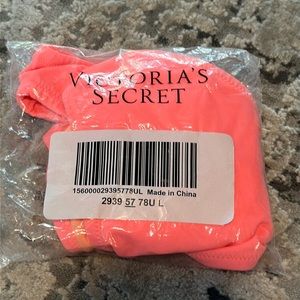 VICTORIA'S
SECRET
15600002939577​8UL Made in China
2939 57 78U L